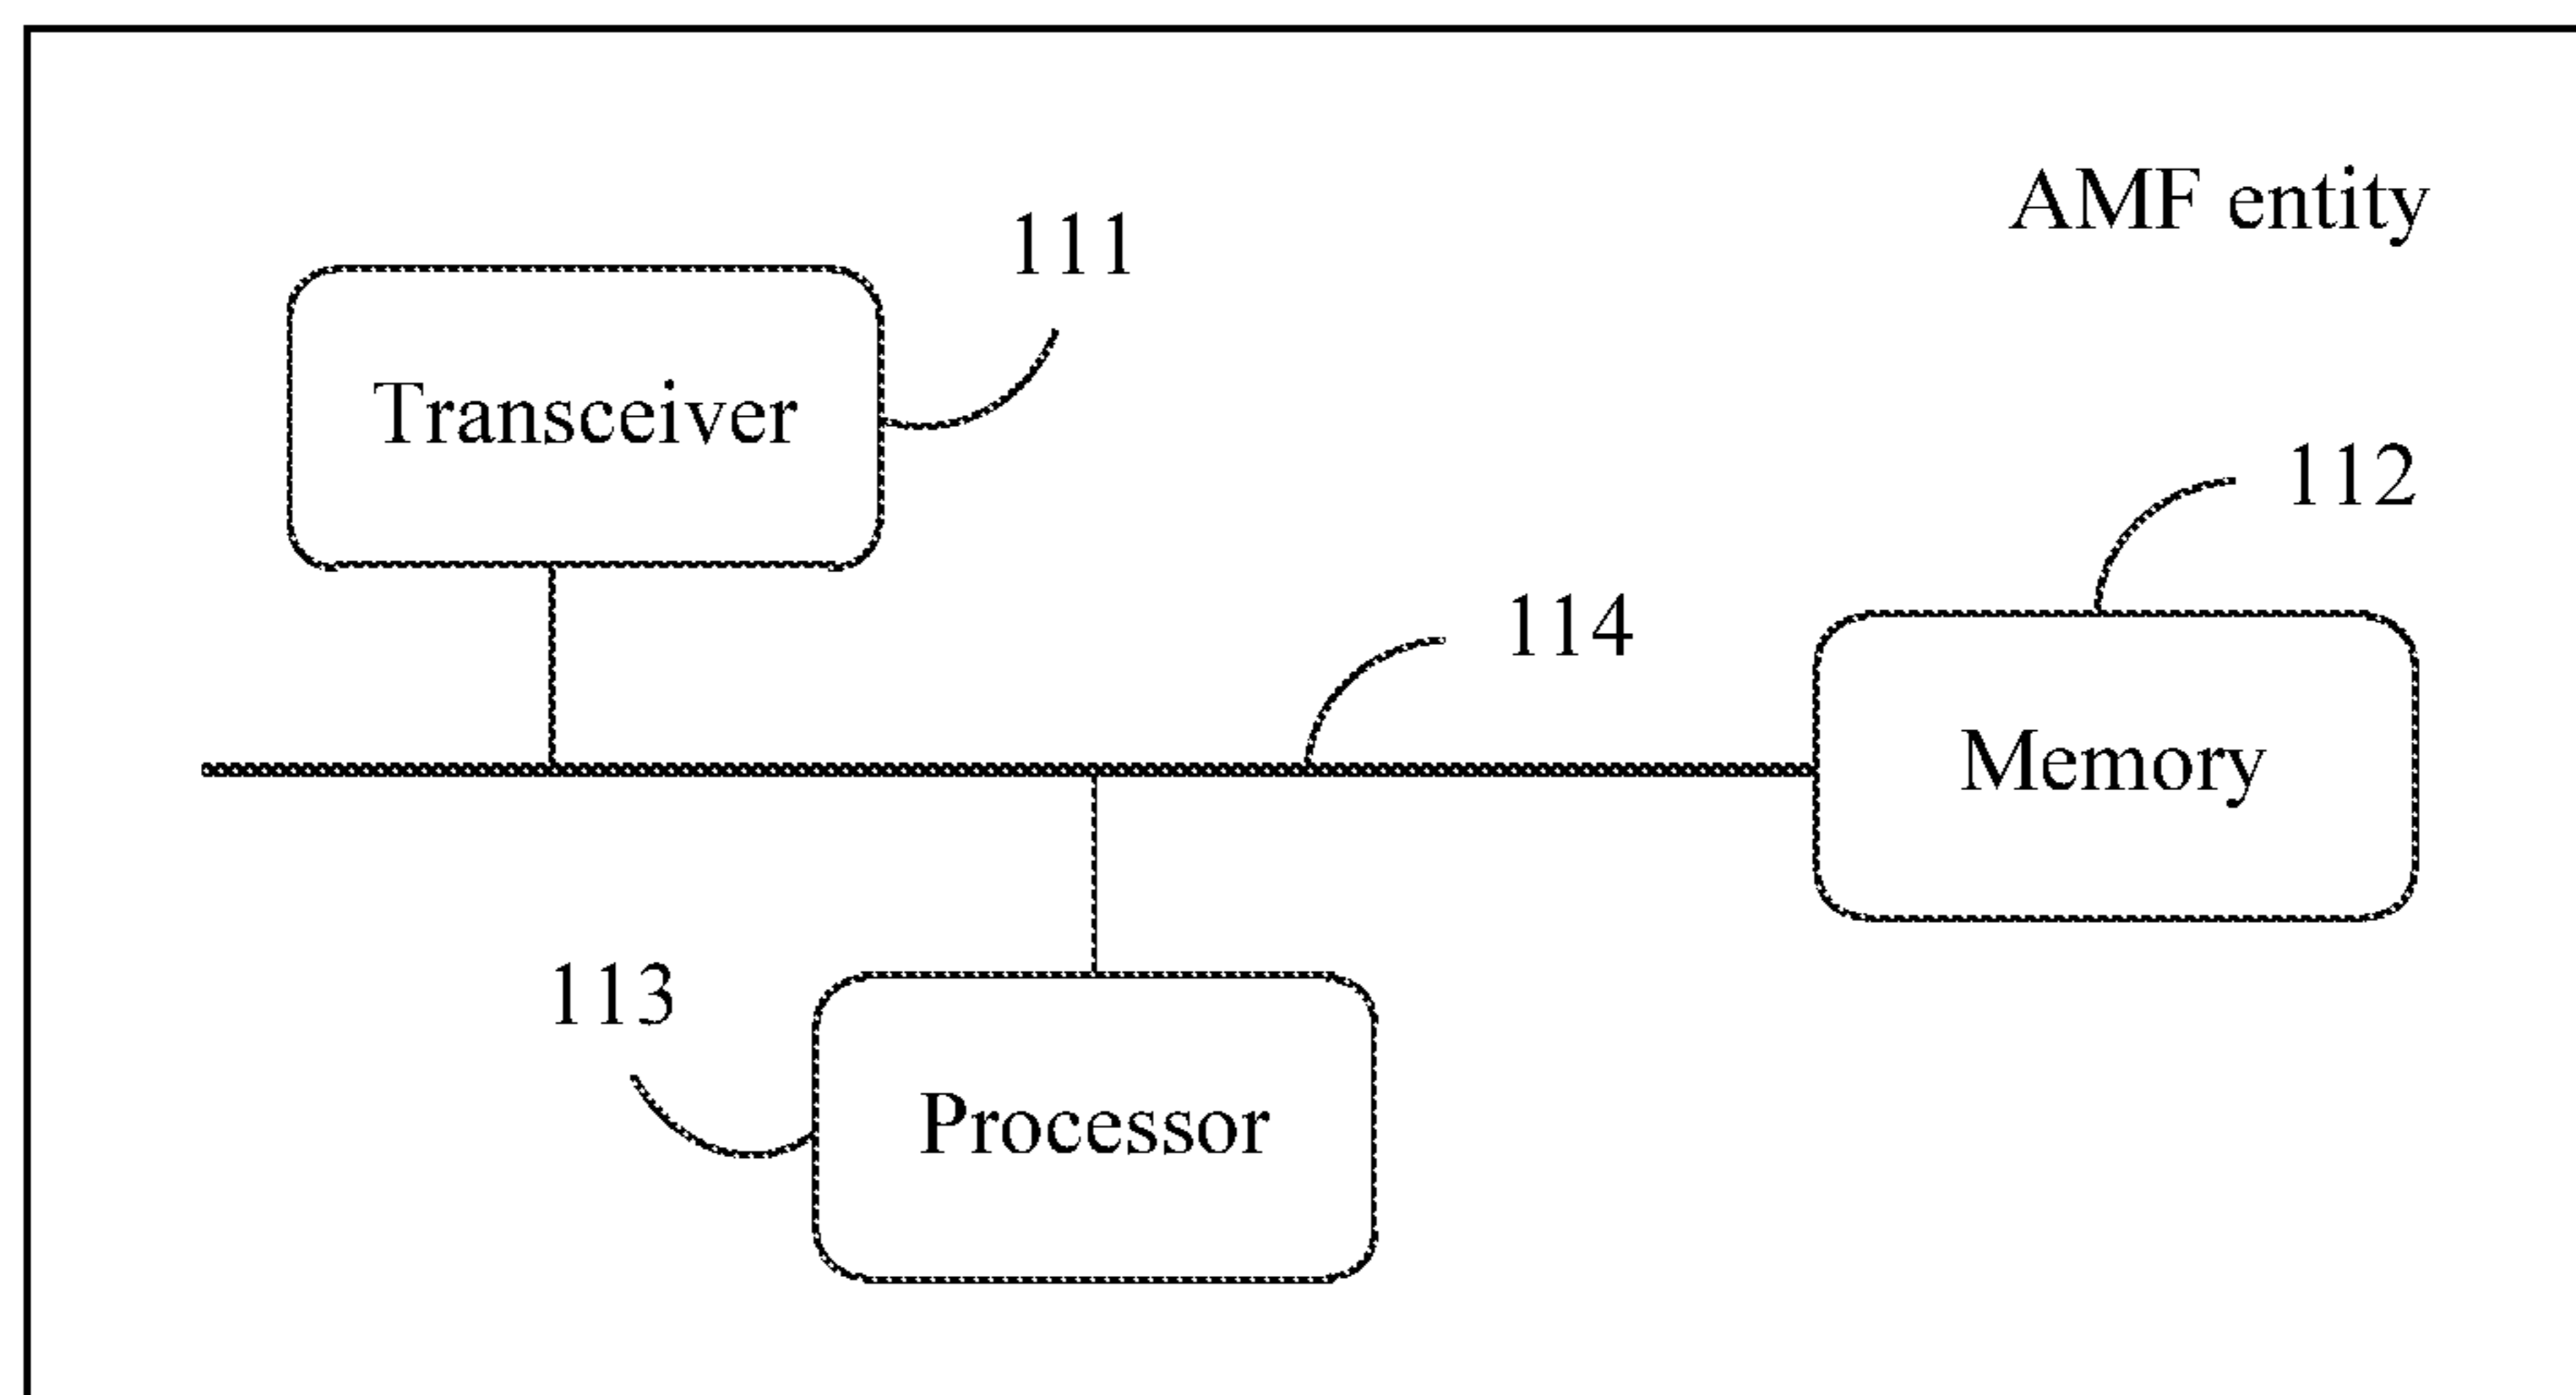 AMF entity
111
Transceiver
112
114
Memory
113
Processor